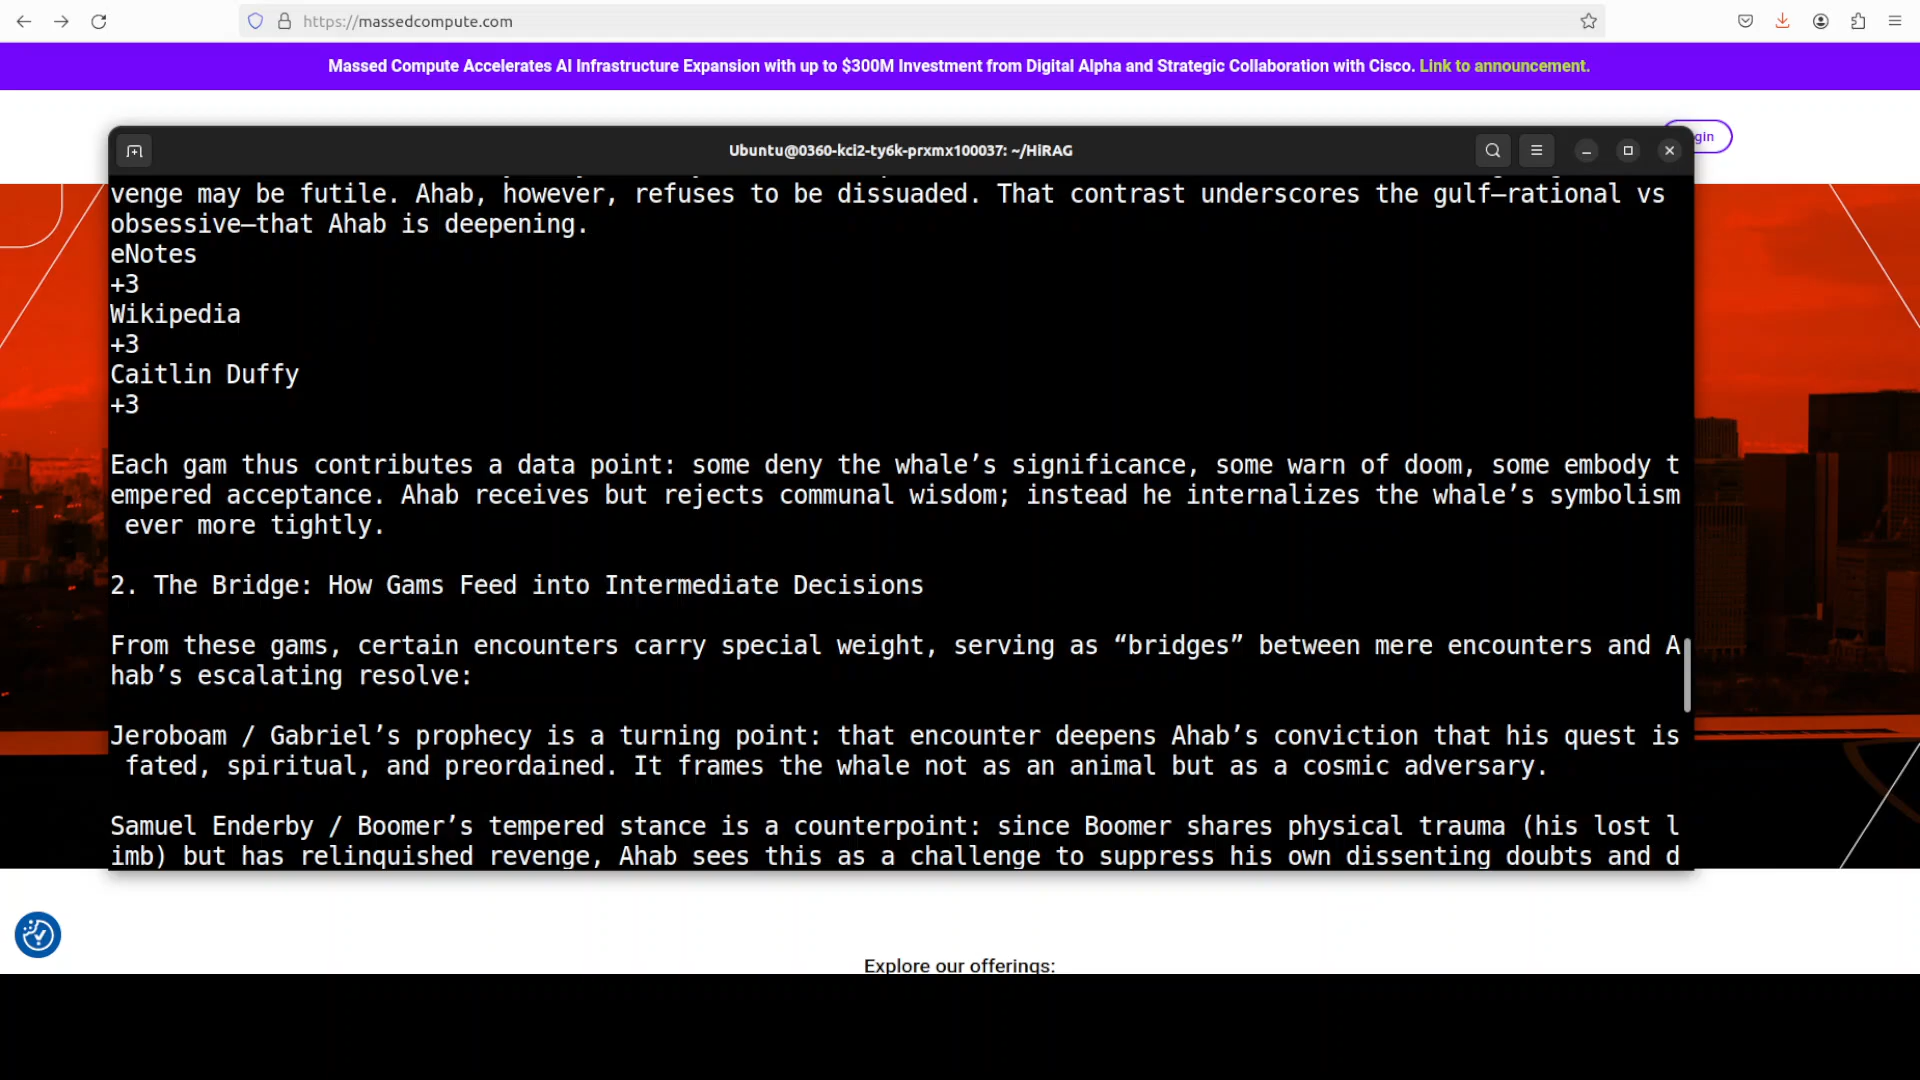 https://massedcompute.com
Massed Compute Accelerates AI Infrastructure Expansion with up to $300M Investment from Digital Alpha and Strategic Collaboration with Cisco. Link to announcement.
gin
Ubuntu@0360-kci2-ty6k-prxmx100037: ~/HiRAG
venge may be futile. Ahab, however, refuses to be dissuaded. That contrast underscores the gulf—rational vs
obsessive—that Ahab is deepening.
eNotes
+3
Wikipedia
+3
Caitlin Duffy
+3
Each gam thus contributes a data point: some deny the whale’s significance, some warn of doom, some embody t
empered acceptance. Ahab receives but rejects communal wisdom; instead he internalizes the whale’s symbolism
ever more tightly.
2. The Bridge: How Gams Feed into Intermediate Decisions
From these gams, certain encounters carry special weight, serving as “bridges” between mere encounters and A
hab’s escalating resolve:
Jeroboam / Gabriel’s prophecy is a turning point: that encounter deepens Ahab’s conviction that his quest is
fated, spiritual, and preordained. It frames the whale not as an animal but as a cosmic adversary.
Samuel Enderby / Boomer’s tempered stance is a counterpoint: since Boomer shares physical trauma (his lost l
imb) but has relinquished revenge, Ahab sees this as a challenge to suppress his own dissenting doubts and d
Explore our offerings: